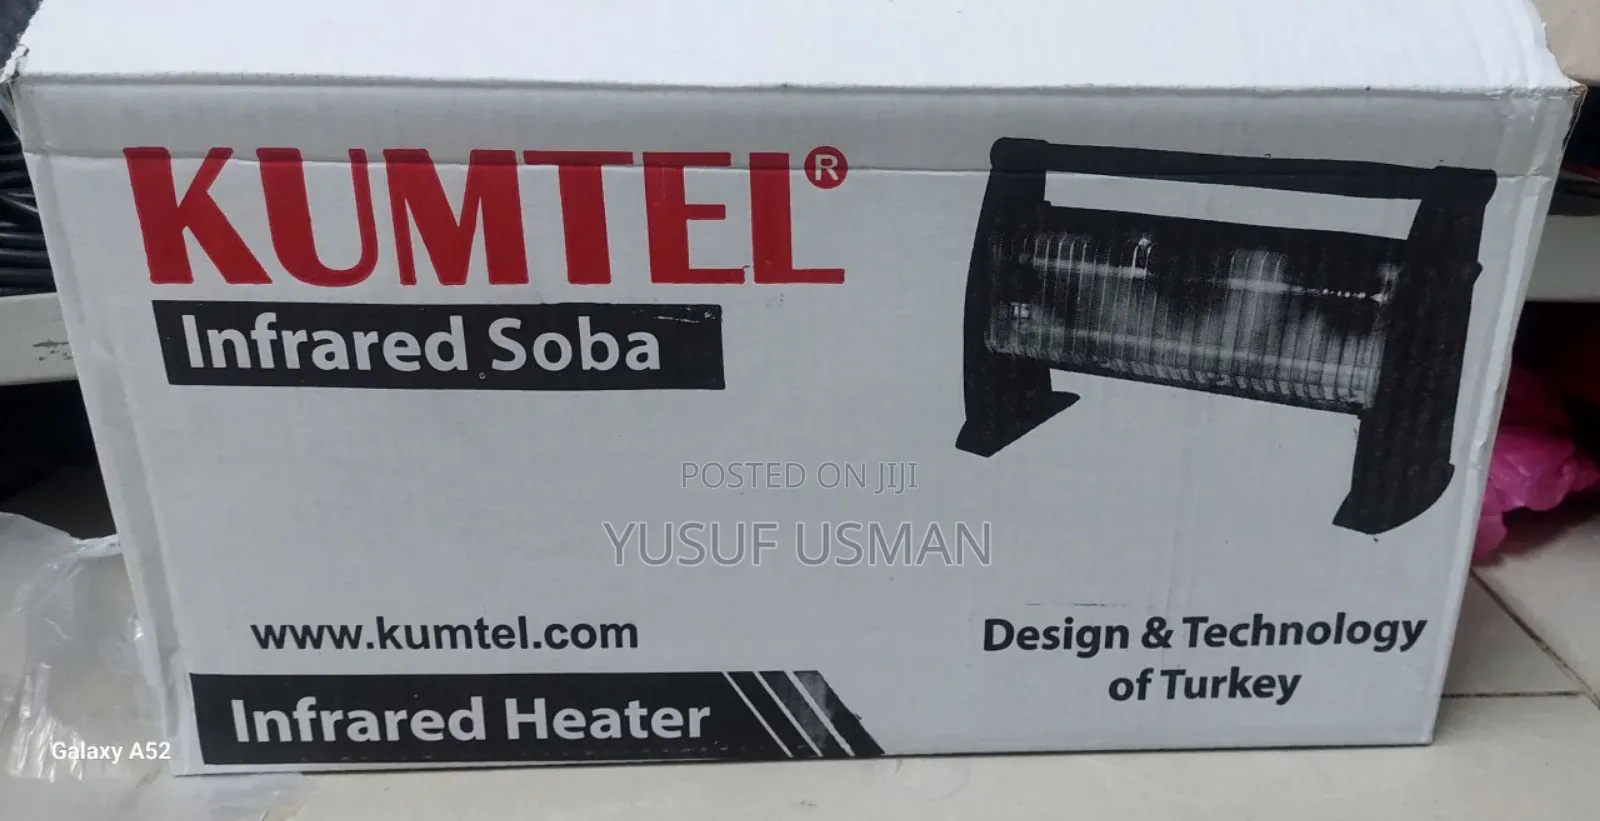 KUMTEL®
Infrared Soba
POSTED ON JIJI
YUSUF USMAN
www.kumtel.com
Design & Technology
of Turkey
Infrared Heater
Galaxy A52